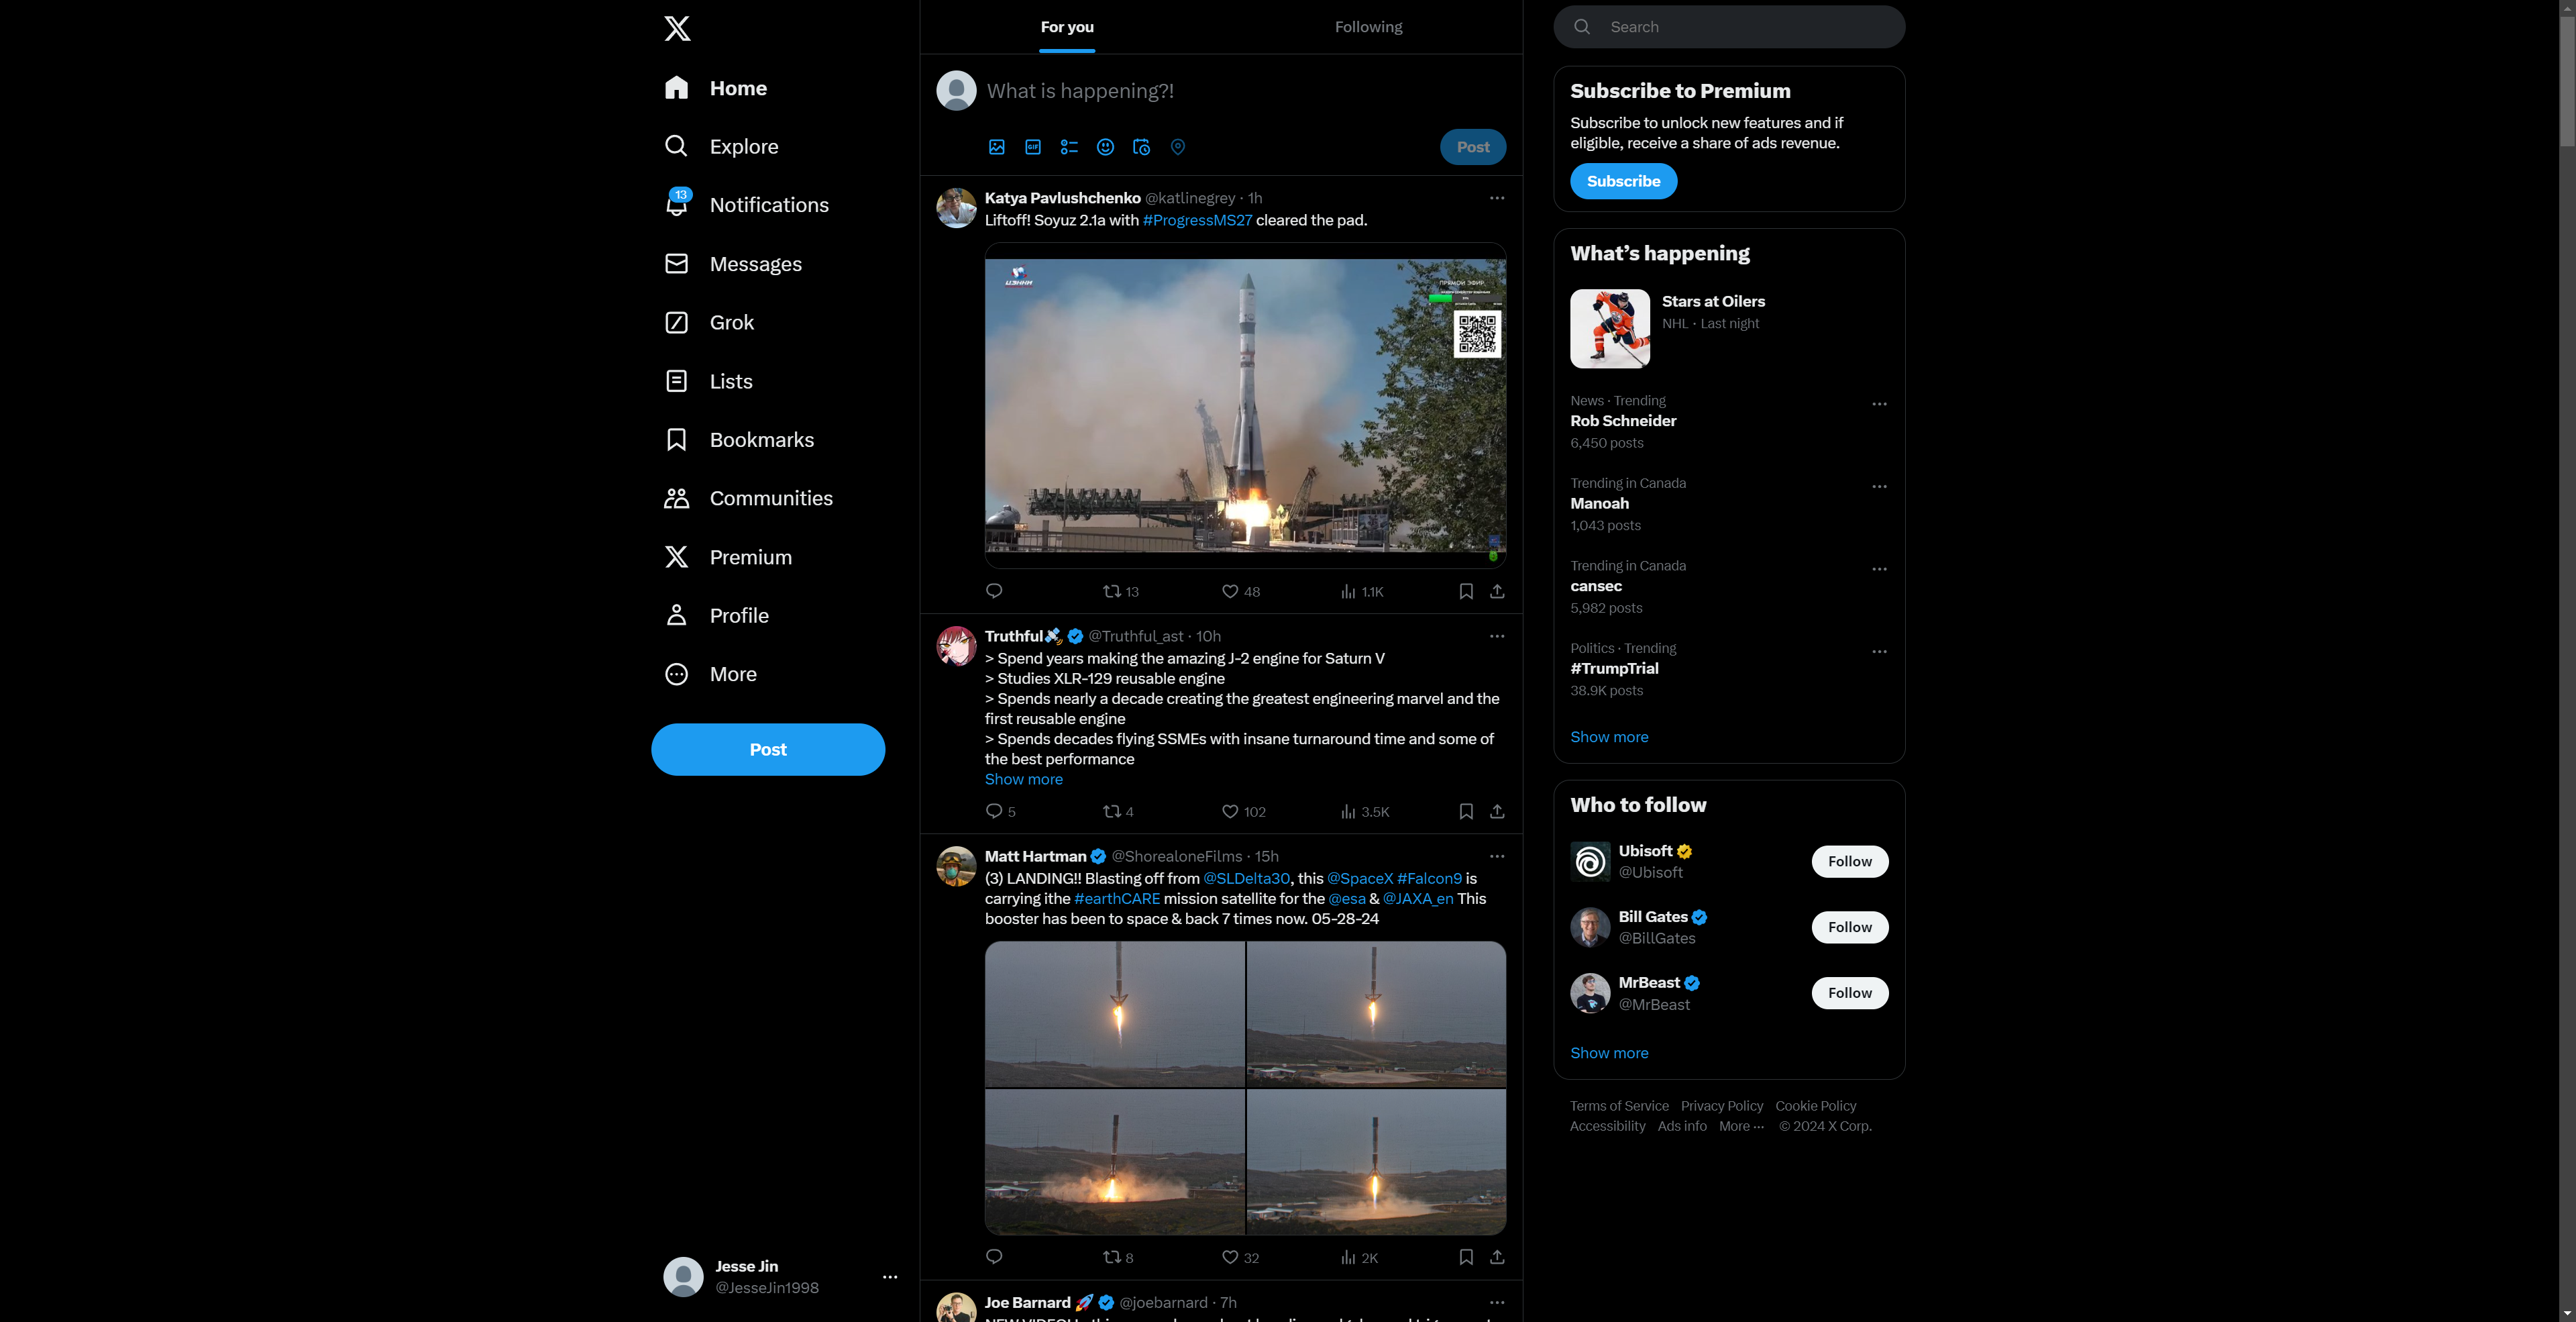 Home
Explore
13
Notifications
Messages
Grok
Lists
Bookmarks
Communities
Premium
Profile
More
Post
Jesse Jin
@JesseJin1998
For you
Following
What is happening?!
GIF
Post
Katya Pavlushchenko @katlinegrey · 1h
Liftoff! Soyuz 2.1a with #ProgressMS27 cleared the pad.
ЦЭНКИ
ПРЯМОЙ ЭФИР
13
48
1.1K
Truthful @Truthful_ast · 10h
> Spend years making the amazing J-2 engine for Saturn V
> Studies XLR-129 reusable engine
> Spends nearly a decade creating the greatest engineering marvel and the
first reusable engine
> Spends decades flying SSMEs with insane turnaround time and some of
the best performance
Show more
5
4
102
3.5K
Matt Hartman @ShorealoneFilms · 15h
(3) LANDING!! Blasting off from @SLDelta30, this @SpaceX #Falcon9 is
carrying ithe #earthCARE mission satellite for the @esa & @JAXA_en This
booster has been to space & back 7 times now. 05-28-24
8
32
2K
Joe Barnard @joebarnard · 7h
Search
Subscribe to Premium
Subscribe to unlock new features and if
eligible, receive a share of ads revenue.
Subscribe
What’s happening
Stars at Oilers
NHL · Last night
News · Trending
Rob Schneider
6,450 posts
Trending in Canada
Manoah
1,043 posts
Trending in Canada
cansec
5,982 posts
Politics · Trending
#TrumpTrial
38.9K posts
Show more
Who to follow
Ubisoft
@Ubisoft
Follow
Bill Gates
@BillGates
Follow
MrBeast
@MrBeast
Follow
Show more
Terms of Service Privacy Policy Cookie Policy
Accessibility Ads info More ··· © 2024 X Corp.